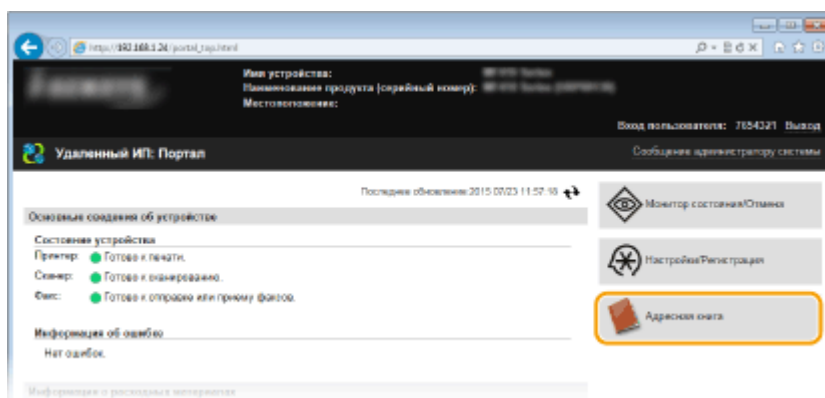 http://192.168.1.24/portal_top.html
Имя устройства:
Наименование продукта (серийный номер):
Местоположение:
Вход пользователя: 7654321 Выход
Удаленный ИП: Портал
Сообщение администратору системы
Последнее обновление: 2015 07/23 11:57:18
Основные сведения об устройстве
Монитор состояния/Отмена
Состояние устройства
Принтер: Готово к печати.
Сканер: Готово к сканированию.
Настройки/Регистрация
Факс: Готово к отправке или приему факсов.
Адресная книга
Информация об ошибке
Нет ошибок.
Информация о расходных материалах